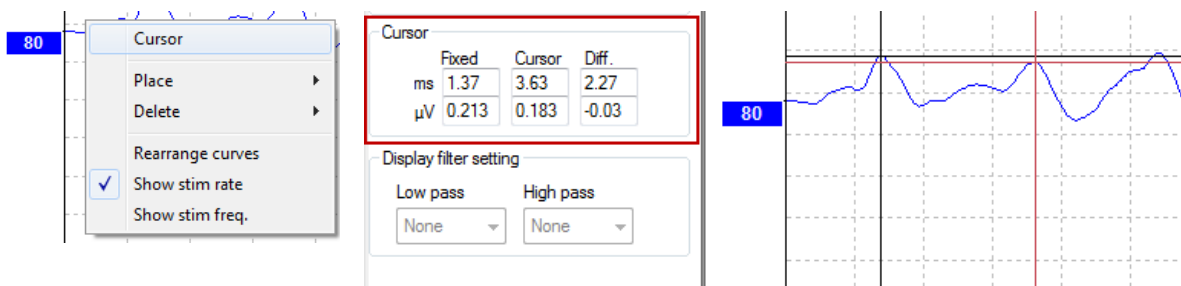 80
Cursor
Place
Delete
Rearrange curves
Show stim rate
Show stim freq.
Cursor
Fixed Cursor Diff.
ms 1.37 3.63 2.27
µV 0.213 0.183 -0.03
Display filter setting
Low pass High pass
None None
80